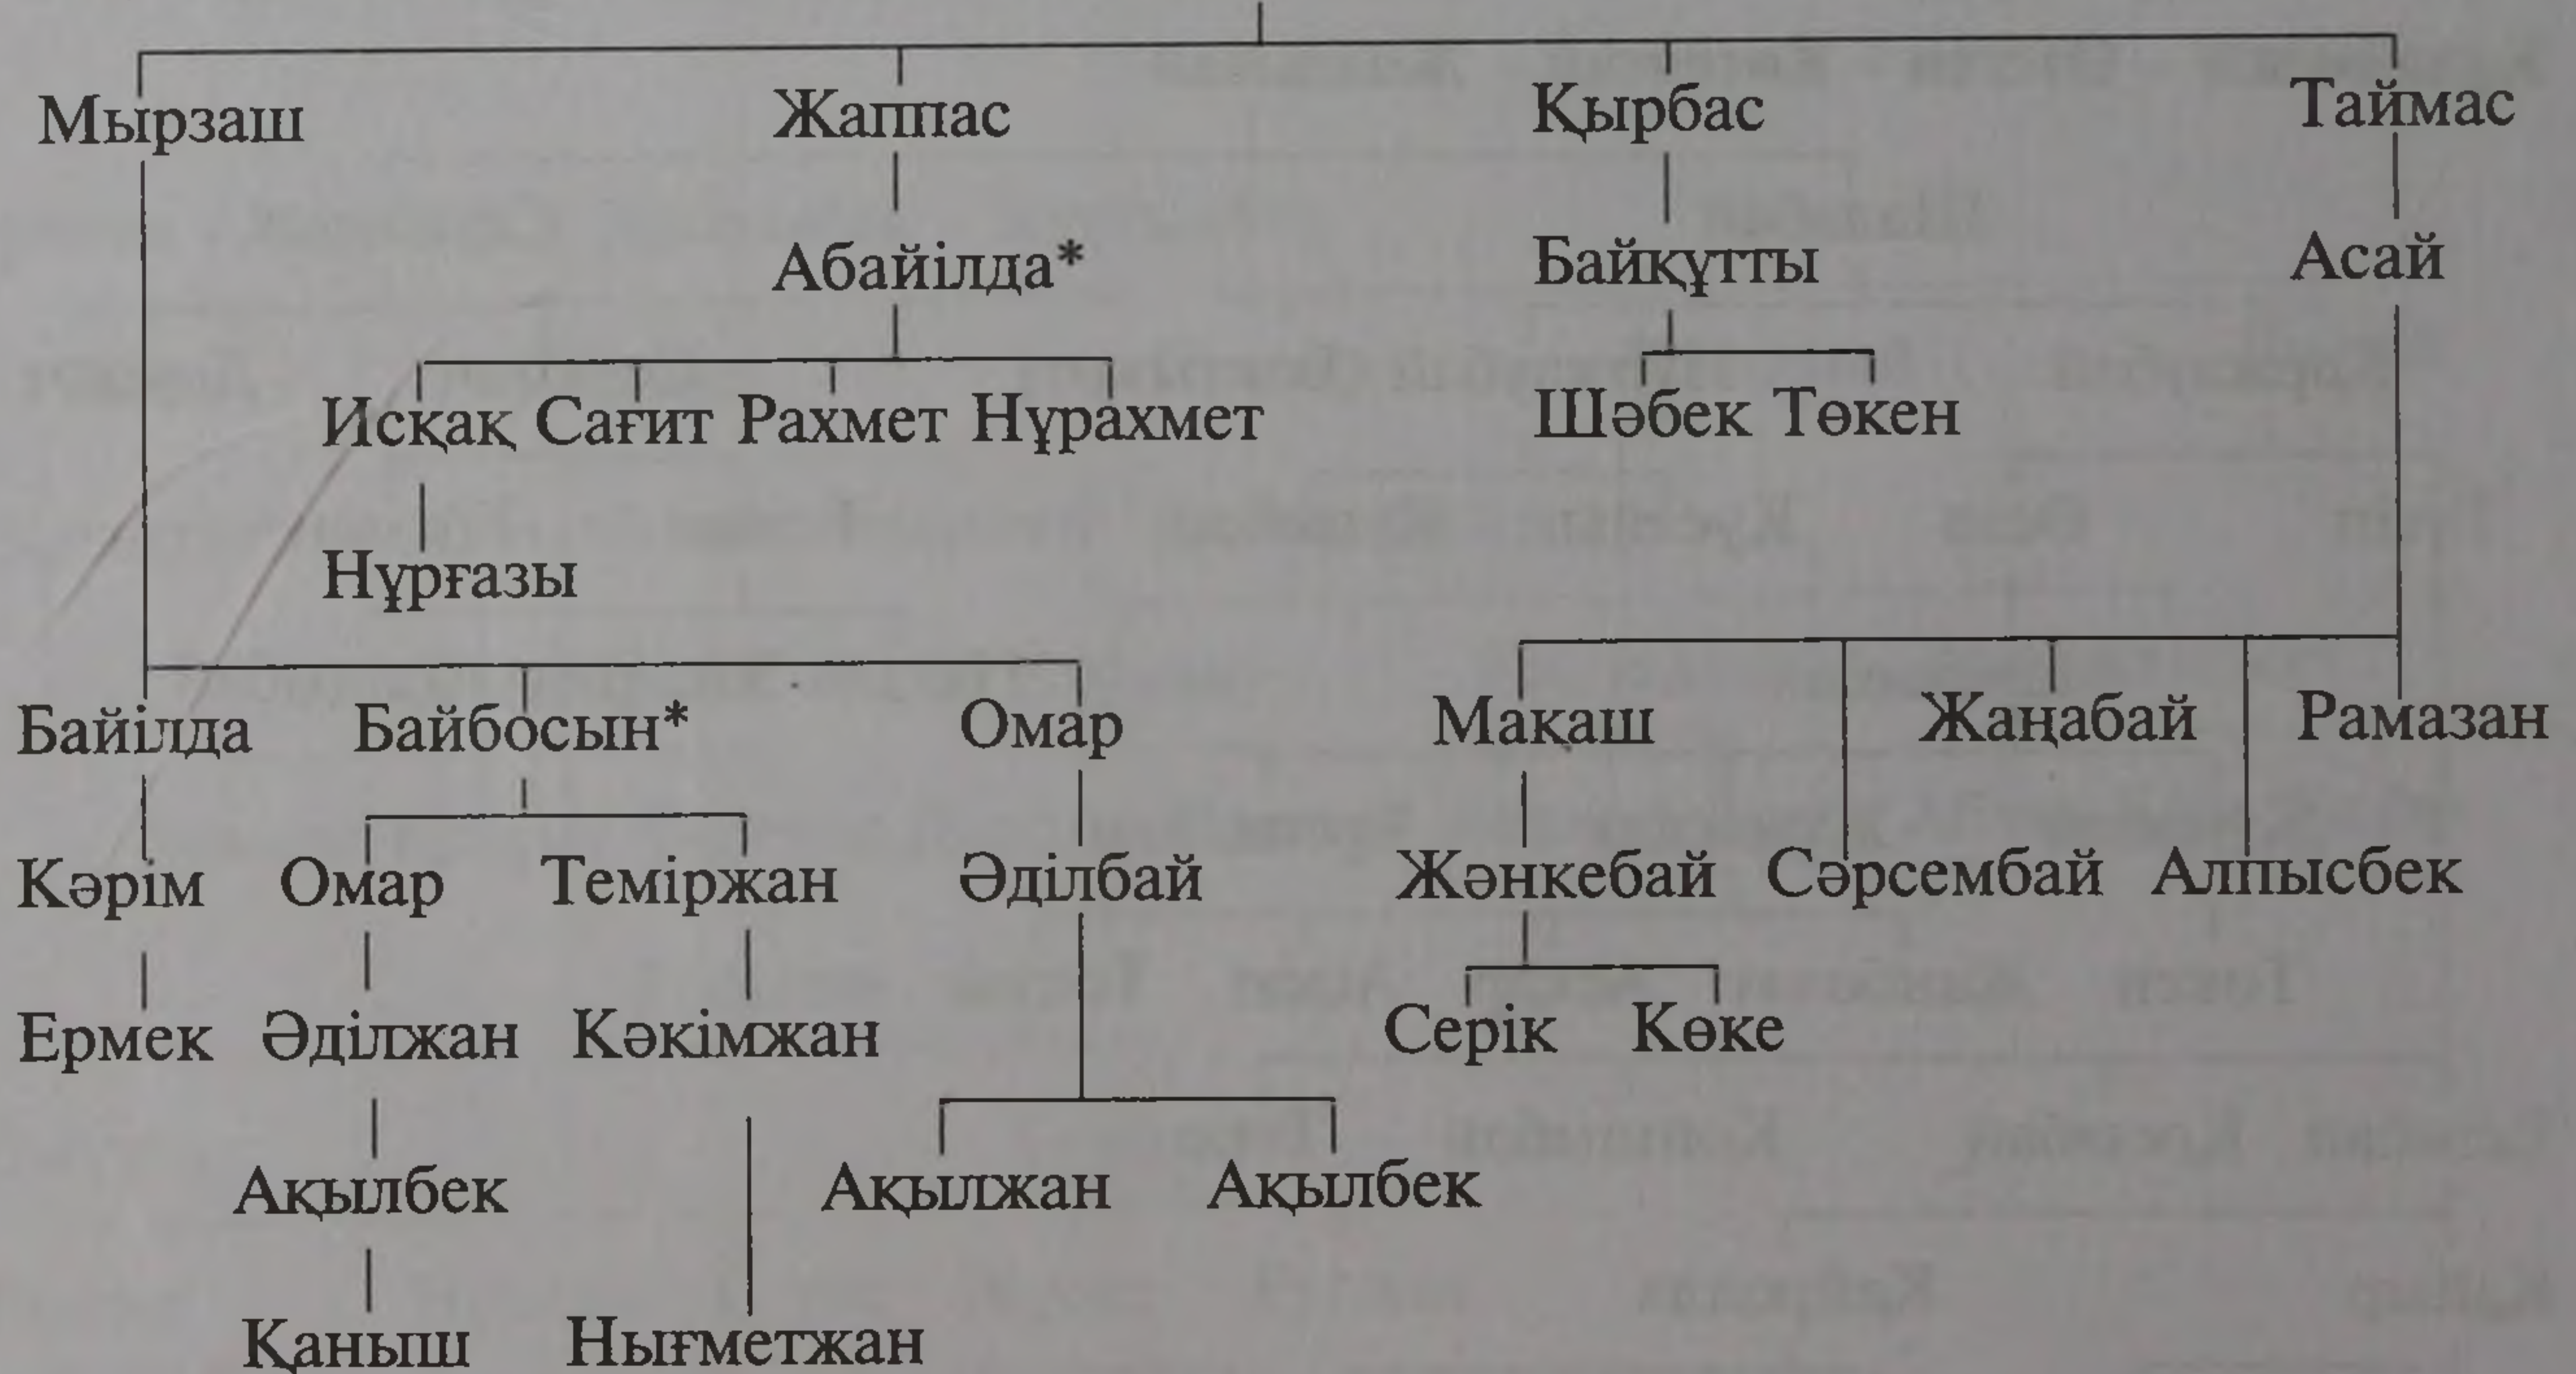 Мырзаш Жаппас Қырбас Таймас
Абайілда* Байқұтты Асай
Исқақ Сағит Рахмет Нұрахмет Шәбек Төкен
Нұрғазы
Байілда Байбосын* Омар Мақаш Жаңабай Рамазан
Кәрім Омар Теміржан Әділбай Жәнкебай Сәрсембай Алпысбек
Ермек Әділжан Кәкімжан Серік Көке
Ақылбек Ақылжан Ақылбек
Қаныш Нығметжан